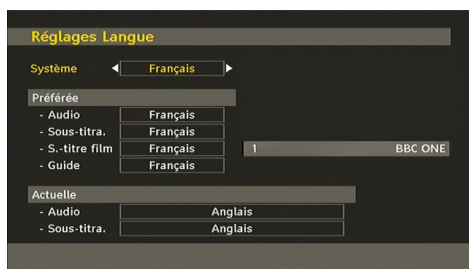 Réglages Langue
Système Français
Préférée
- Audio Français
- Sous-titra. Français
- S.-titre film Français
1 BBC ONE
- Guide Français
Actuelle
- Audio Anglais
- Sous-titra. Anglais